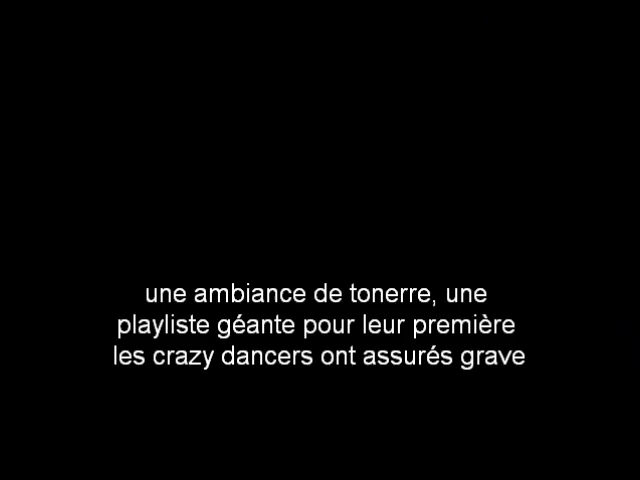 une ambiance de tonerre, une
playliste géante pour leur première
les crazy dancers ont assurés grave